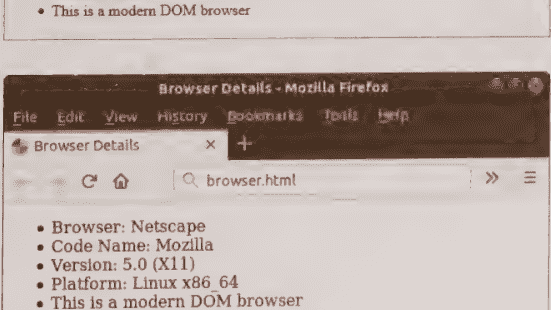 This is a modern DOM browser
Browser Details - Mozilla Firefox
File Edit View History Bookmarks Tools Help
Browser Details × +
browser.html
Browser: Netscape
Code Name: Mozilla
Version: 5.0 (X11)
Platform: Linux x86_64
This is a modern DOM browser